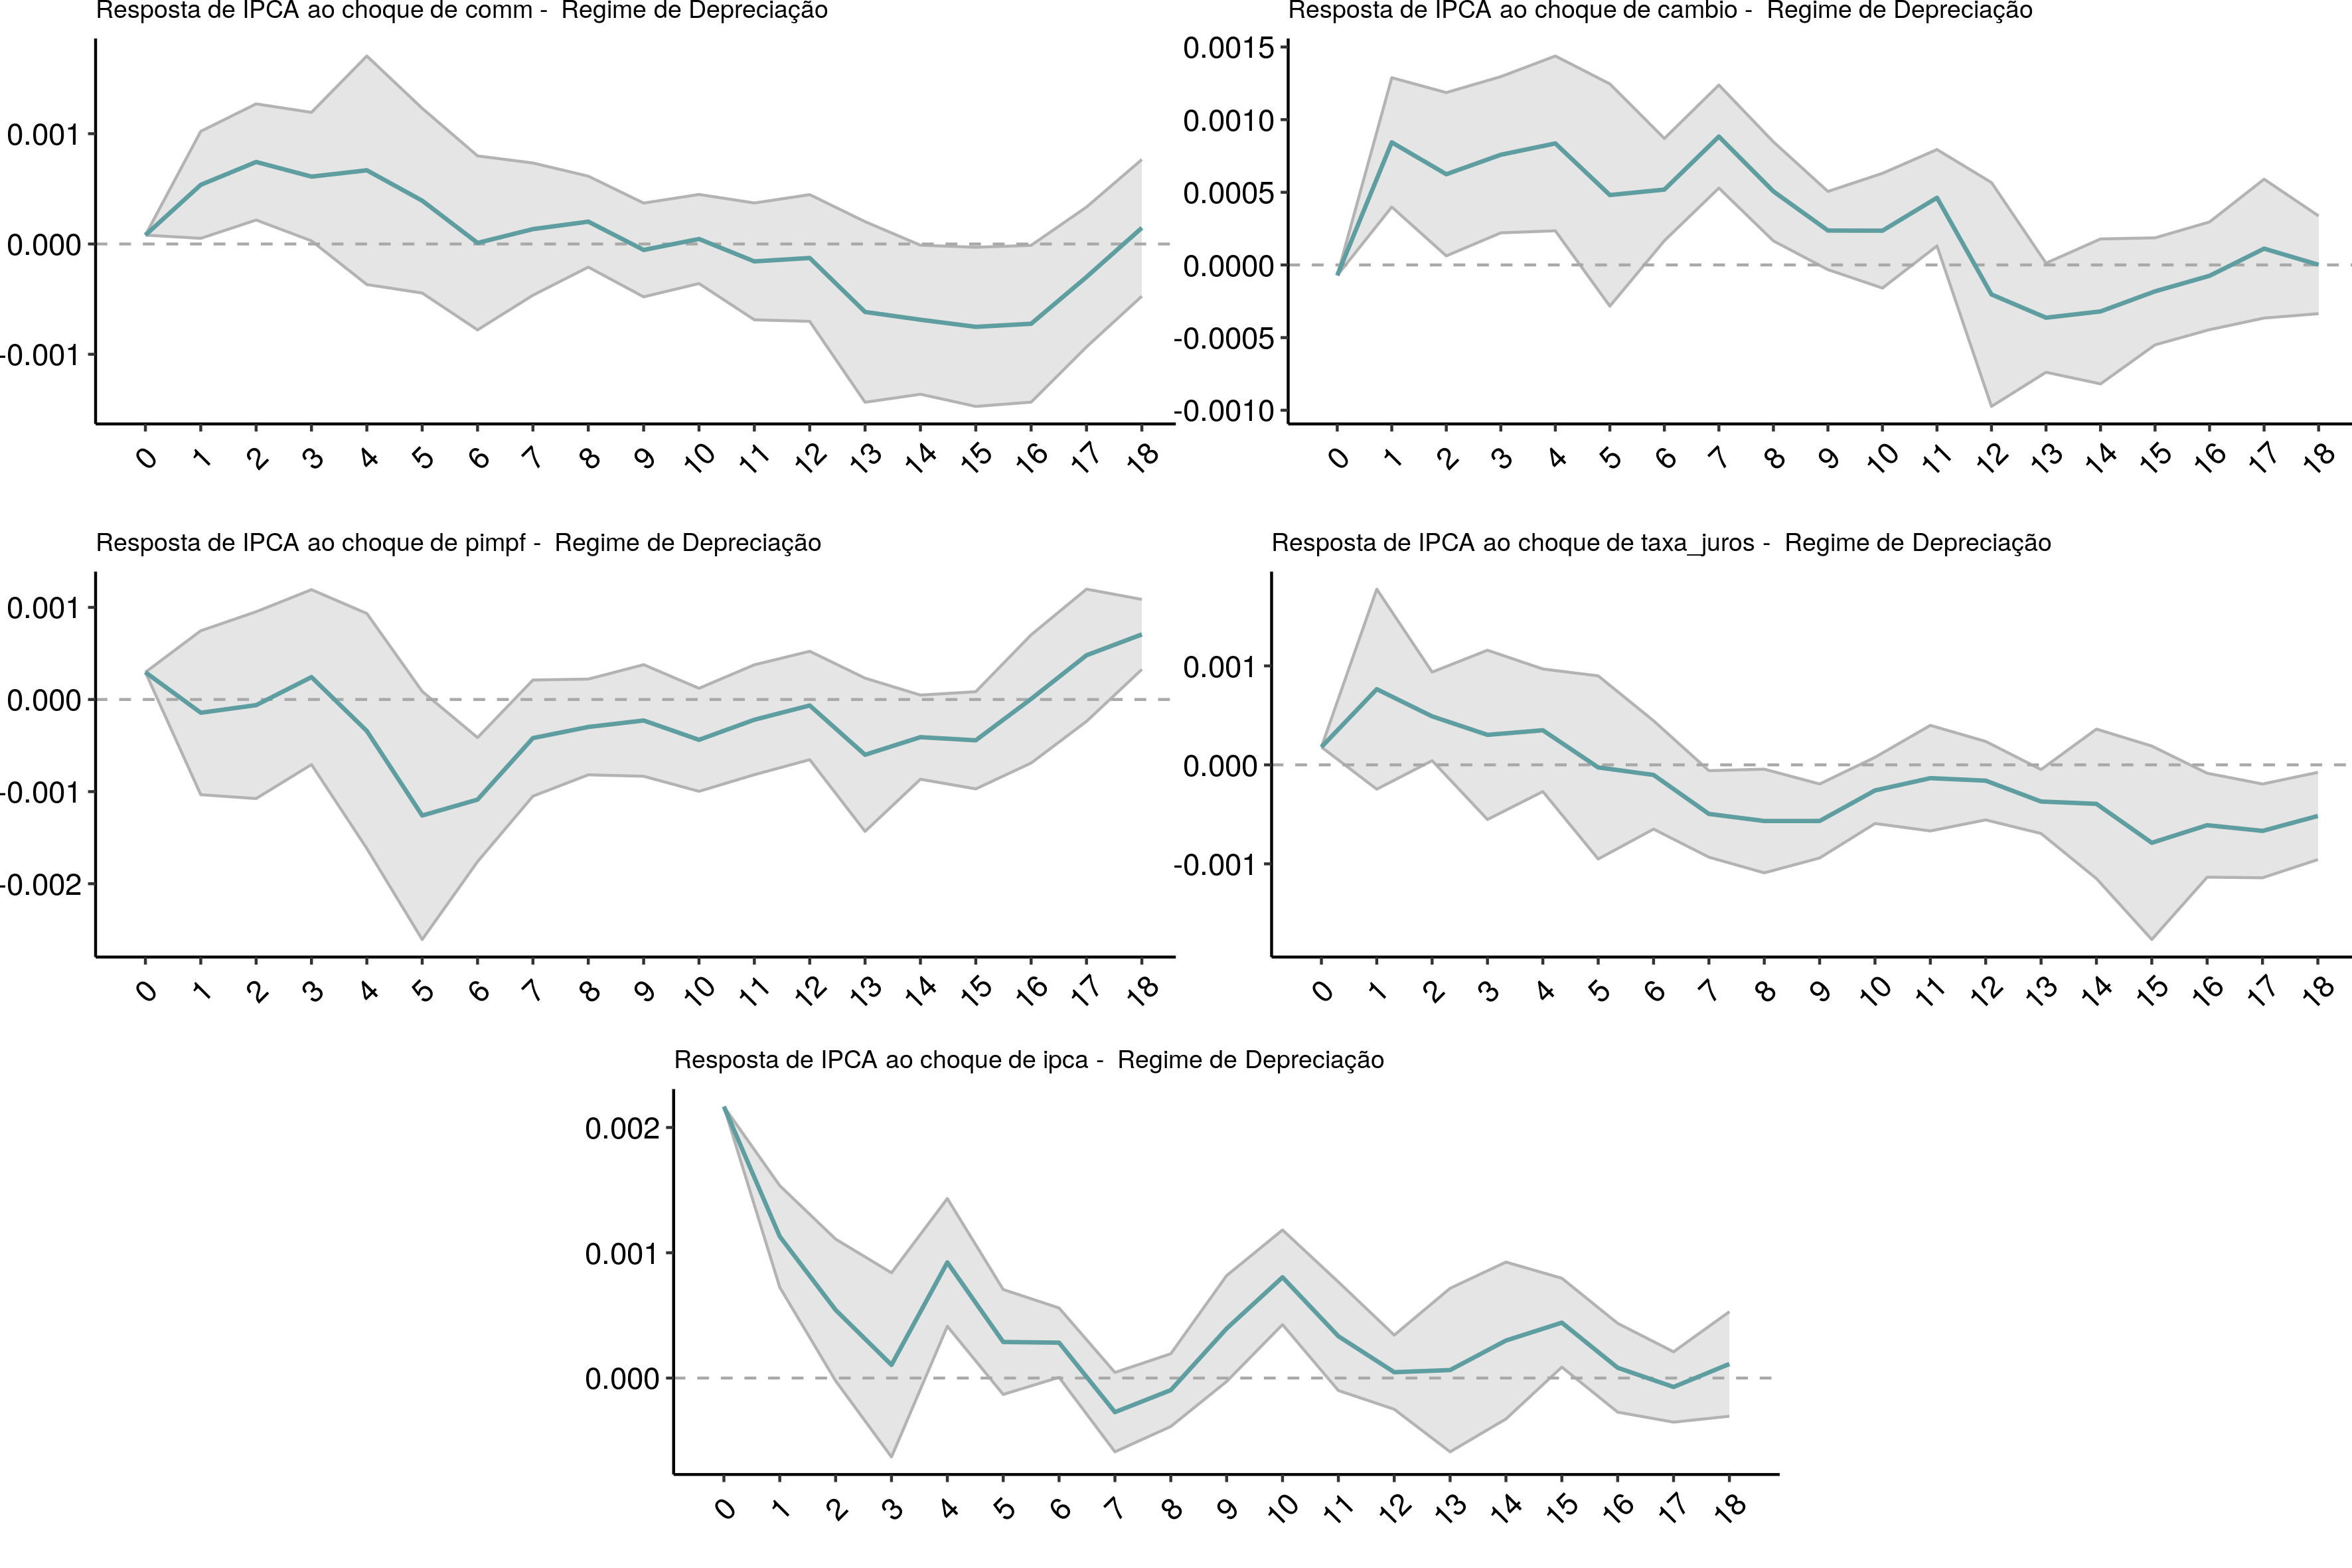 Resposta de IPCA ao choque de comm - Regime de Depreciação
0.001
0.000
-0.001
0 1 2 3 4 5 6 7 8 9 10 11 12 13 14 15 16 17 18
Resposta de IPCA ao choque de cambio - Regime de Depreciação
0.0015
0.0010
0.0005
0.0000
-0.0005
-0.0010
0 1 2 3 4 5 6 7 8 9 10 11 12 13 14 15 16 17 18
Resposta de IPCA ao choque de pimpf - Regime de Depreciação
0.001
0.000
-0.001
-0.002
0 1 2 3 4 5 6 7 8 9 10 11 12 13 14 15 16 17 18
Resposta de IPCA ao choque de taxa_juros - Regime de Depreciação
0.001
0.000
-0.001
0 1 2 3 4 5 6 7 8 9 10 11 12 13 14 15 16 17 18
Resposta de IPCA ao choque de ipca - Regime de Depreciação
0.002
0.001
0.000
0 1 2 3 4 5 6 7 8 9 10 11 12 13 14 15 16 17 18